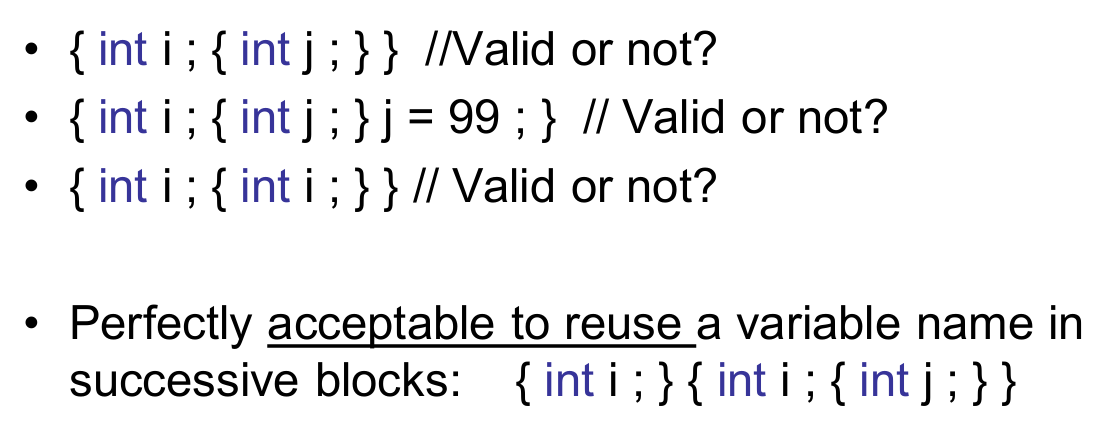 • { int i ; { int j ; } } //Valid or not?
• { int i ; { int j ; } j = 99 ; } // Valid or not?
• { int i ; { int i ; } } // Valid or not?
• Perfectly acceptable to reuse a variable name in
successive blocks: { int i ; } { int i ; { int j ; } }